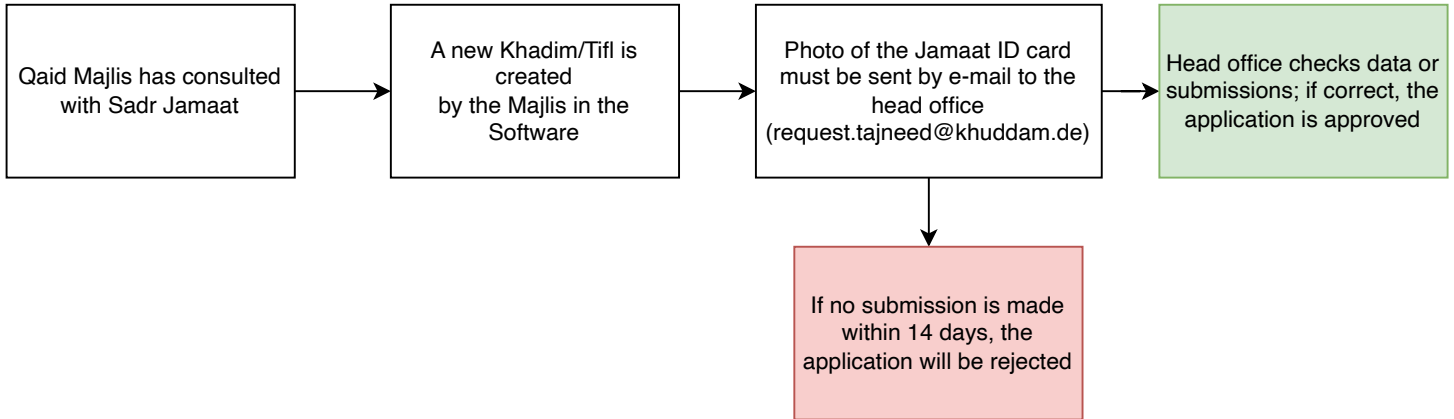 Qaid Majlis has consulted
with Sadr Jamaat
A new Khadim/Tifl is
created
by the Majlis in the
Software
Photo of the Jamaat ID card
must be sent by e-mail to the
head office
(request.tajneed@khuddam.de)
Head office checks data or
submissions; if correct, the
application is approved
If no submission is made
within 14 days, the
application will be rejected